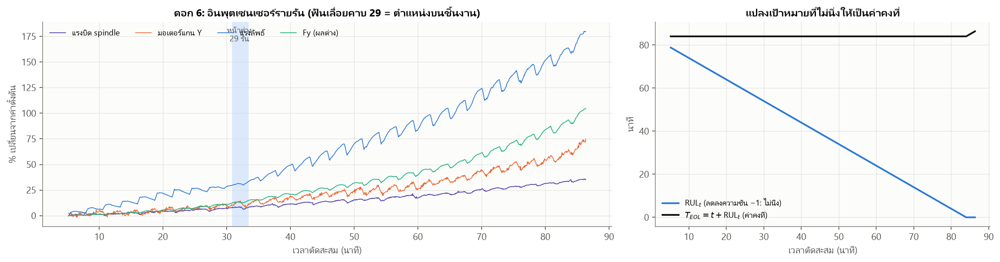 ดอก 6: อินพุตเซนเซอร์รายรัน (ฟันเลื่อยคาบ 29 = ตำแหน่งบนชิ้นงาน)
แรงบิด spindle
มอเตอร์แกน Y
แรงลัพธ์
Fy (ผลต่าง)
หน้าต่าง
29 รัน
% เปลี่ยนจากค่าตั้งต้น
175
150
125
100
75
50
25
0
10 20 30 40 50 60 70 80 90
เวลาตัดสะสม (นาที)
แปลงเป้าหมายที่ไม่นิ่งให้เป็นค่าคงที่
นาที
80
60
40
20
0
RULt (ลดลงความชัน −1: ไม่นิ่ง)
TEOL = t + RULt (ค่าคงที่)
10 20 30 40 50 60 70 80 90
เวลาตัดสะสม (นาที)